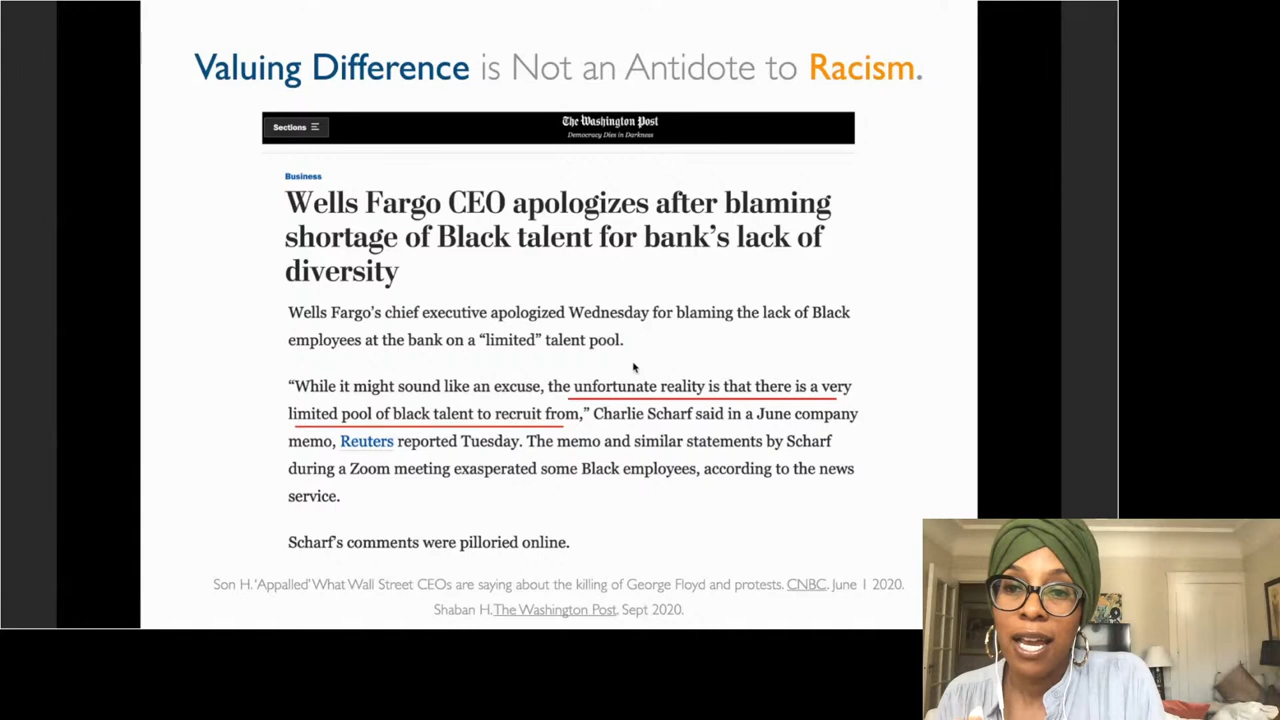 Valuing Difference is Not an Antidote to Racism.
Sections
The Washington Post
Democracy Dies in Darkness
Business
Wells Fargo CEO apologizes after blaming
shortage of Black talent for bank’s lack of
diversity
Wells Fargo’s chief executive apologized Wednesday for blaming the lack of Black
employees at the bank on a “limited” talent pool.
“While it might sound like an excuse, the unfortunate reality is that there is a very
limited pool of black talent to recruit from,” Charlie Scharf said in a June company
memo, Reuters reported Tuesday. The memo and similar statements by Scharf
during a Zoom meeting exasperated some Black employees, according to the news
service.
Scharf’s comments were pilloried online.
Son H. ‘Appalled’ What Wall Street CEOs are saying about the killing of George Floyd and protests. CNBC. June 1 2020.
Shaban H. The Washington Post. Sept 2020.